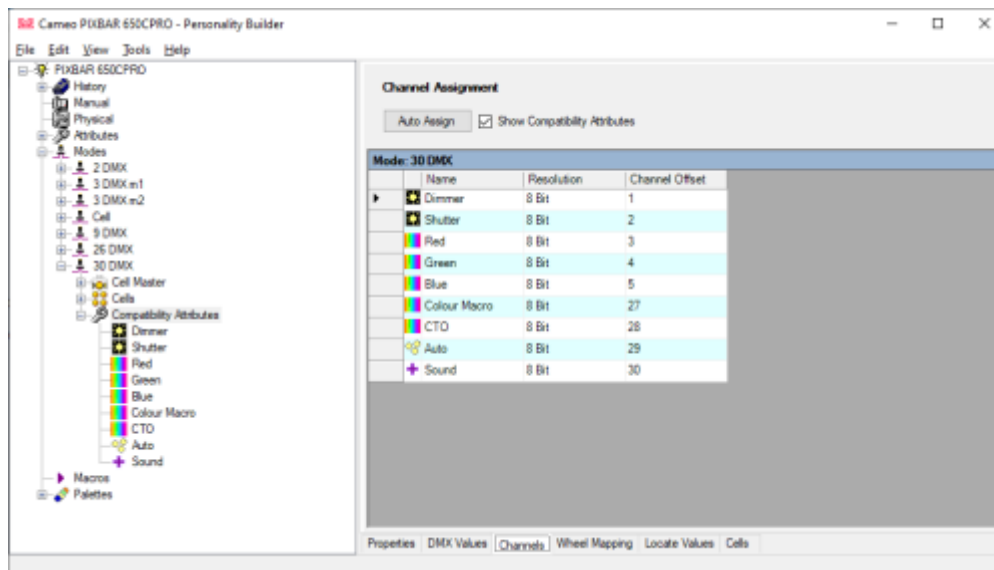 Cameo PIXBAR 650CPRO - Personality Builder
File Edit View Tools Help
PIXBAR 650CPRO
History
Manual
Physical
Attributes
Modes
2 DMX
3 DMX m1
3 DMX m2
Cell
9 DMX
26 DMX
30 DMX
Cell Master
Cells
Compatibility Attributes
Dimmer
Shutter
Red
Green
Blue
Colour Macro
CTO
Auto
Sound
Macros
Palettes
Channel Assignment
Auto Assign Show Compatibility Attributes
Mode: 30 DMX
Name Resolution Channel Offset
Dimmer 8 Bit 1
Shutter 8 Bit 2
Red 8 Bit 3
Green 8 Bit 4
Blue 8 Bit 5
Colour Macro 8 Bit 27
CTO 8 Bit 28
Auto 8 Bit 29
Sound 8 Bit 30
Properties DMX Values Channels Wheel Mapping Locate Values Cells